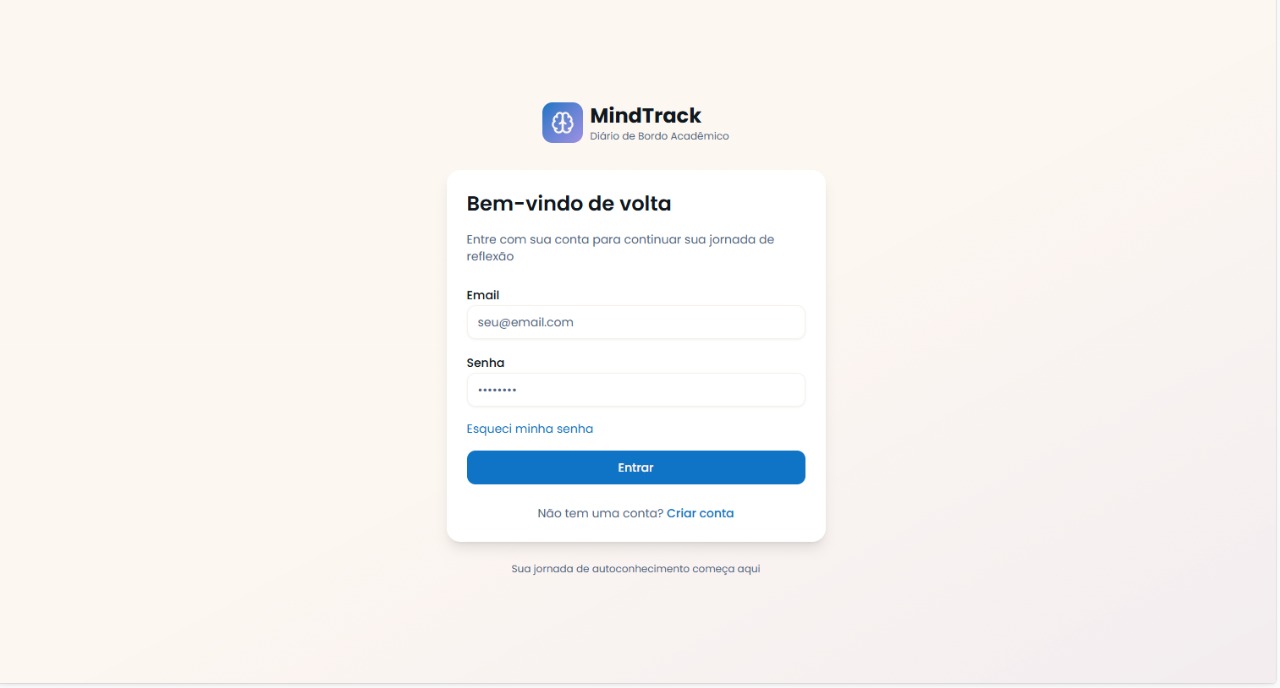 MindTrack
Diário de Bordo Acadêmico
Bem-vindo de volta
Entre com sua conta para continuar sua jornada de
reflexão
Email
seu@email.com
Senha
••••••••
Esqueci minha senha
Entrar
Não tem uma conta? Criar conta
Sua jornada de autoconhecimento começa aqui